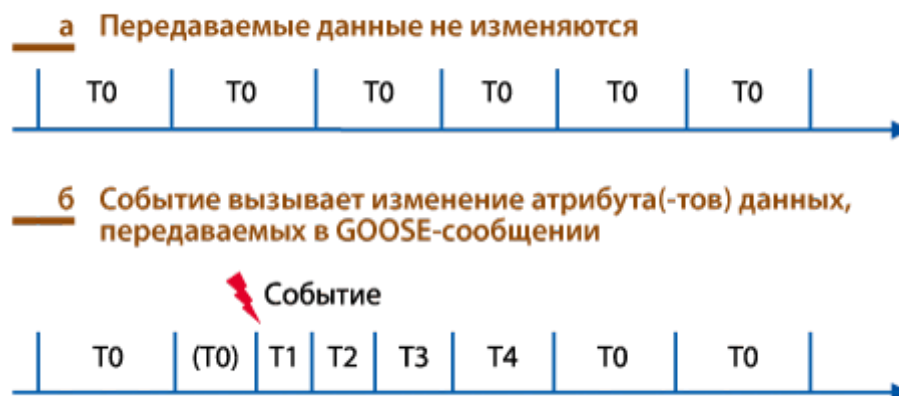 а Передаваемые данные не изменяются
T0 T0 T0 T0 T0 T0
б Событие вызывает изменение атрибута(-тов) данных,
передаваемых в GOOSE-сообщении
Событие
T0 (T0) T1 T2 T3 T4 T0 T0